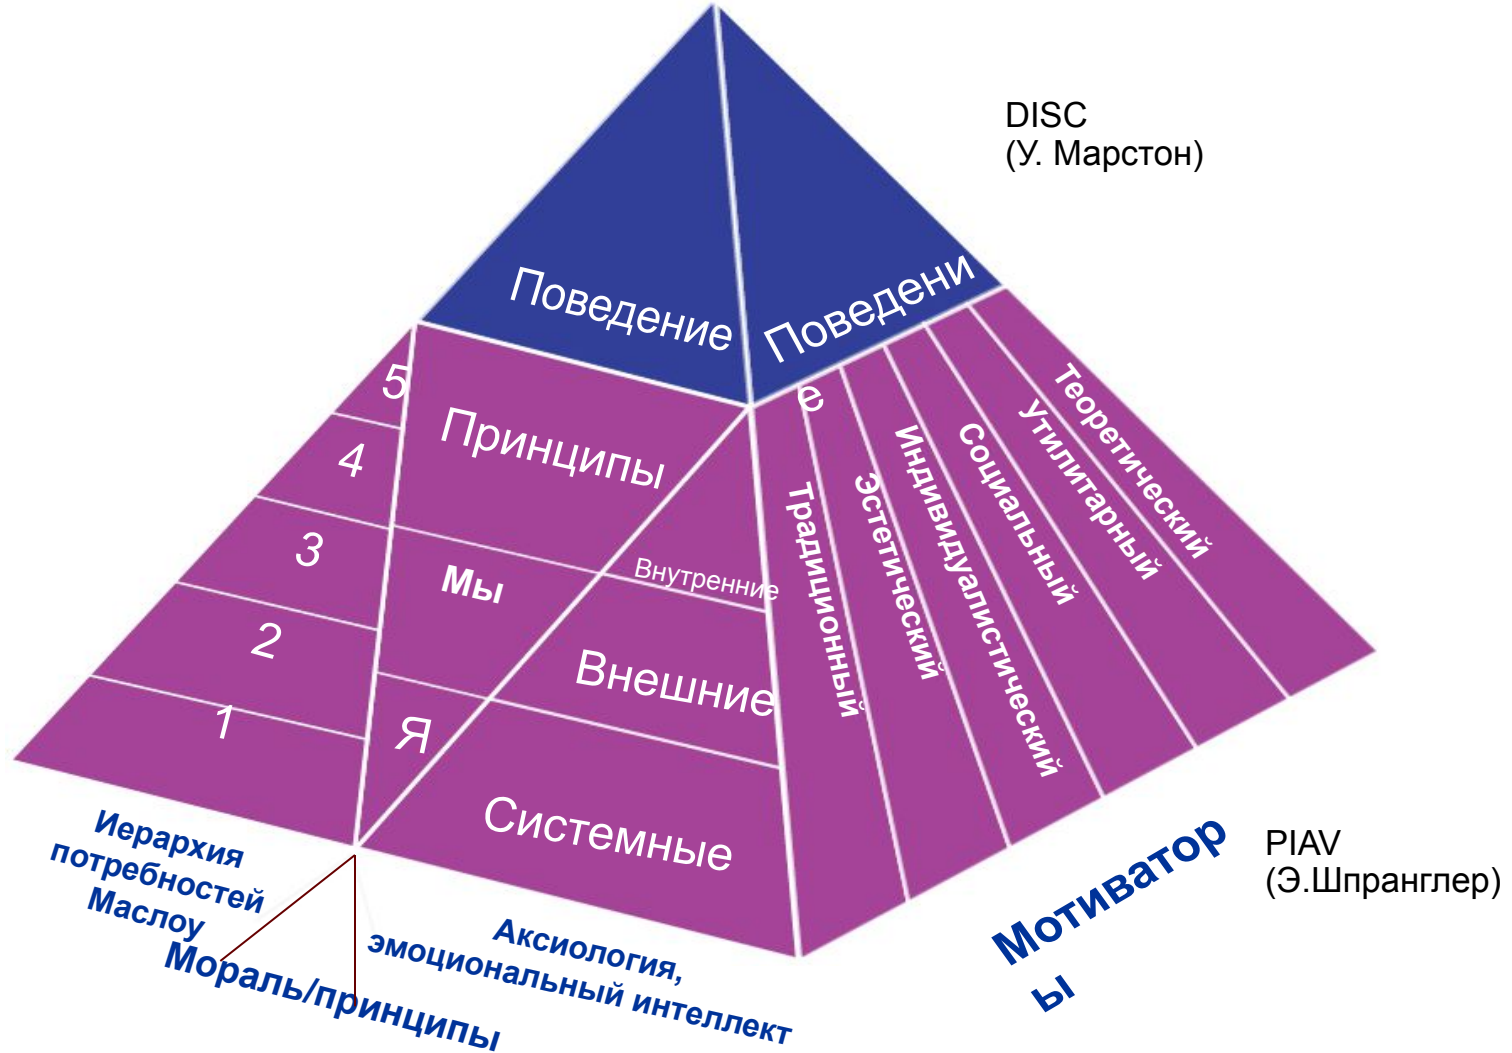 DISC
(У. Марстон)
Поведение
Поведени
е
5
4
3
2
1
Принципы
Мы
Я
Внутренние
Внешние
Системные
Традиционный
Эстетический
Индивидуалистический
Социальный
Утилитарный
Теоретический
Иерархия
потребностей
Маслоу
Мораль/принципы
Аксиология,
эмоциональный интеллект
Мотиватор
ы
PIAV
(Э.Шпранглер)